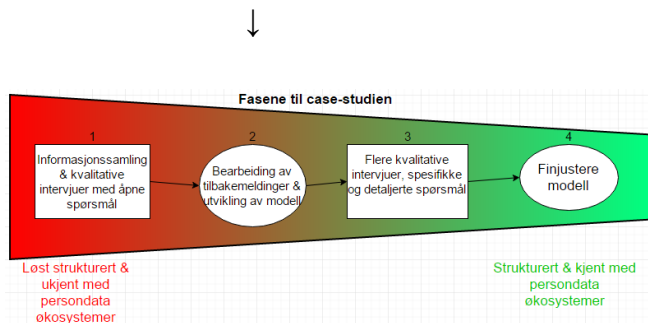 ↓
Fasene til case-studien
1
Informasjonssamling
& kvalitative
intervjuer med åpne
spørsmål
2
Bearbeiding av
tilbakemeldinger &
utvikling av modell
3
Flere kvalitative
intervjuer, spesifikke
og detaljerte spørsmål
4
Finjustere
modell
Løst strukturert &
ukjent med
persondata
økosystemer
Strukturert & kjent med
persondata
økosystemer